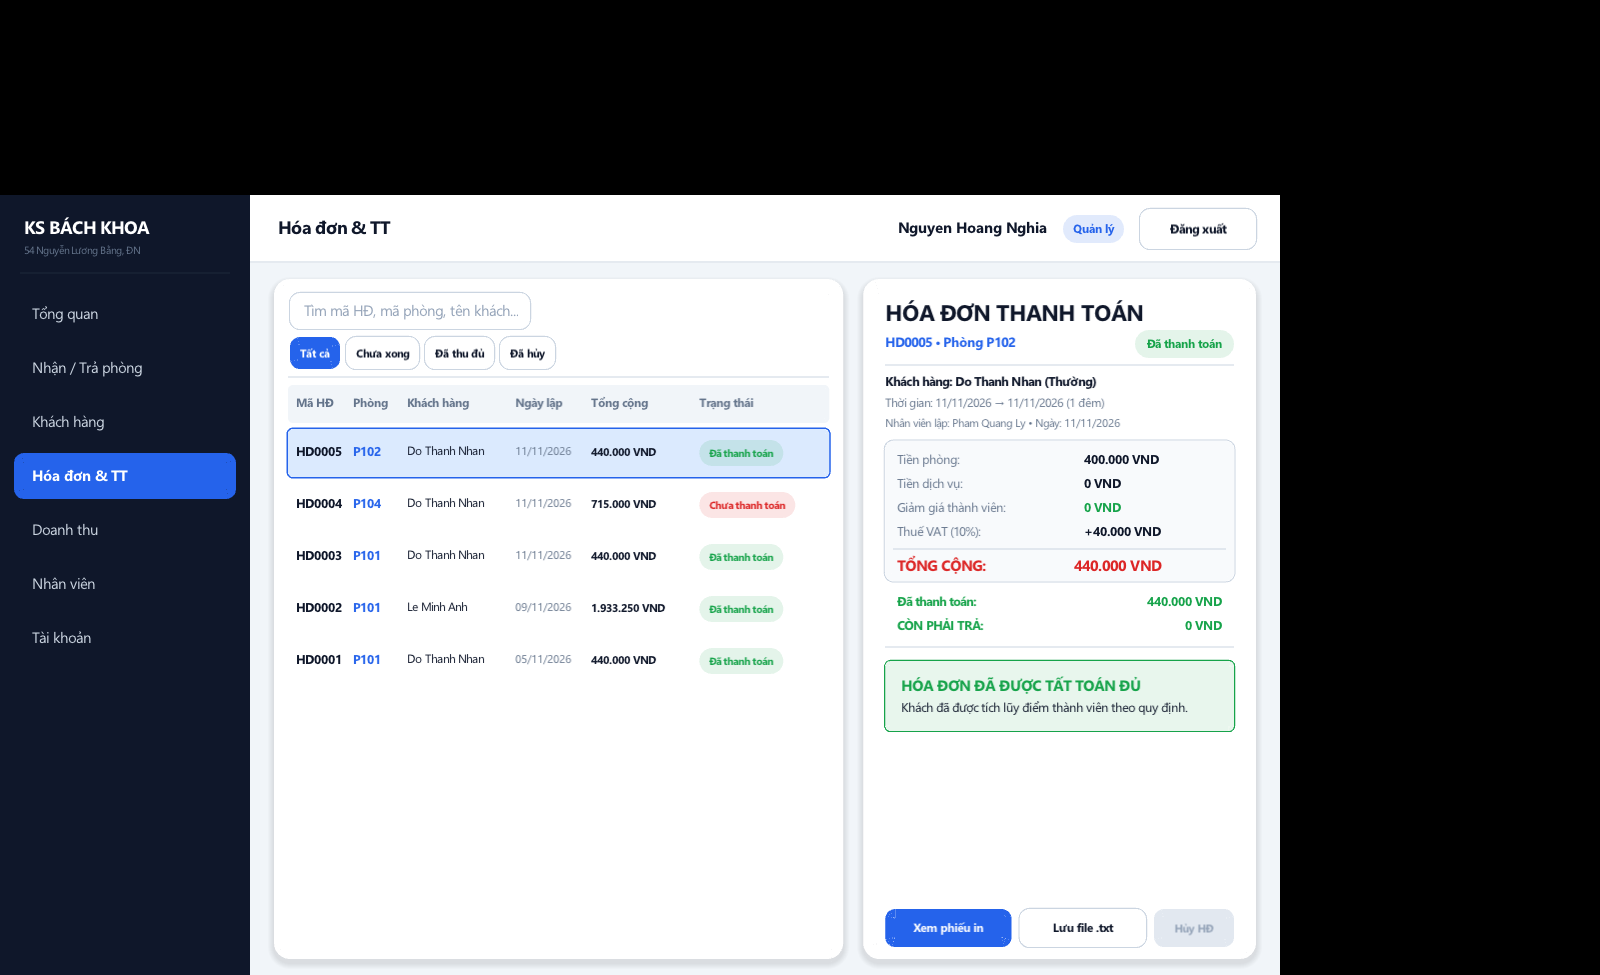 KS BÁCH KHOA
54 Nguyễn Lương Bằng, ĐN
Tổng quan
Nhận / Trả phòng
Khách hàng
Hóa đơn & TT
Doanh thu
Nhân viên
Tài khoản
Hóa đơn & TT
Nguyen Hoang Nghia
Quản lý
Đăng xuất
Tìm mã HĐ, mã phòng, tên khách...
Tất cả
Chưa xong
Đã thu đủ
Đã hủy
Mã HĐ Phòng Khách hàng Ngày lập Tổng cộng Trạng thái
HD0005 P102 Do Thanh Nhan 11/11/2026 440.000 VND Đã thanh toán
HD0004 P104 Do Thanh Nhan 11/11/2026 715.000 VND Chưa thanh toán
HD0003 P101 Do Thanh Nhan 11/11/2026 440.000 VND Đã thanh toán
HD0002 P101 Le Minh Anh 09/11/2026 1.933.250 VND Đã thanh toán
HD0001 P101 Do Thanh Nhan 05/11/2026 440.000 VND Đã thanh toán
HÓA ĐƠN THANH TOÁN
HD0005 • Phòng P102
Đã thanh toán
Khách hàng: Do Thanh Nhan (Thường)
Thời gian: 11/11/2026 → 11/11/2026 (1 đêm)
Nhân viên lập: Pham Quang Ly • Ngày: 11/11/2026
Tiền phòng: 400.000 VND
Tiền dịch vụ: 0 VND
Giảm giá thành viên: 0 VND
Thuế VAT (10%): +40.000 VND
TỔNG CỘNG: 440.000 VND
Đã thanh toán: 440.000 VND
CÒN PHẢI TRẢ: 0 VND
HÓA ĐƠN ĐÃ ĐƯỢC TẤT TOÁN ĐỦ
Khách đã được tích lũy điểm thành viên theo quy định.
Xem phiếu in
Lưu file .txt
Hủy HĐ